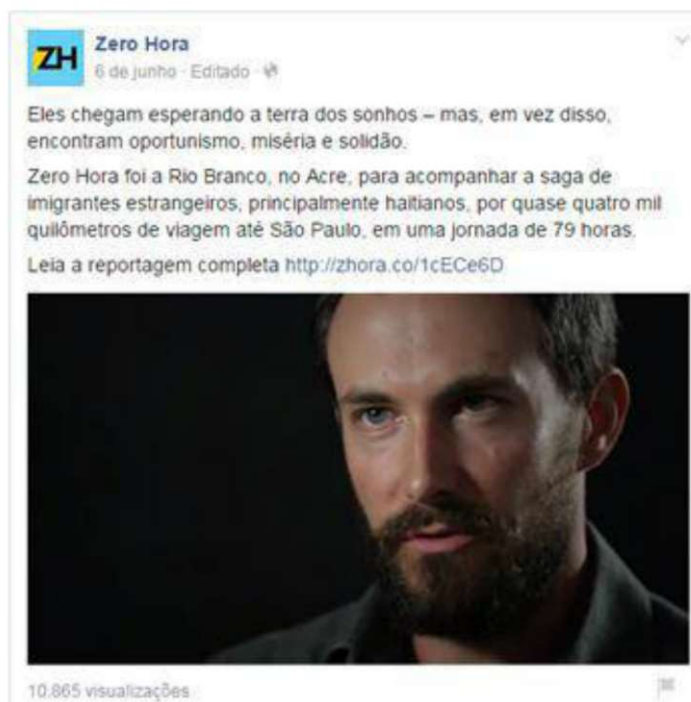 ZH
Zero Hora
6 de junho · Editado ·
Eles chegam esperando a terra dos sonhos – mas, em vez disso,
encontram oportunismo, miséria e solidão.
Zero Hora foi a Rio Branco, no Acre, para acompanhar a saga de
imigrantes estrangeiros, principalmente haitianos, por quase quatro mil
quilômetros de viagem até São Paulo, em uma jornada de 79 horas.
Leia a reportagem completa http://zhora.co/1cECe6D
10.865 visualizações